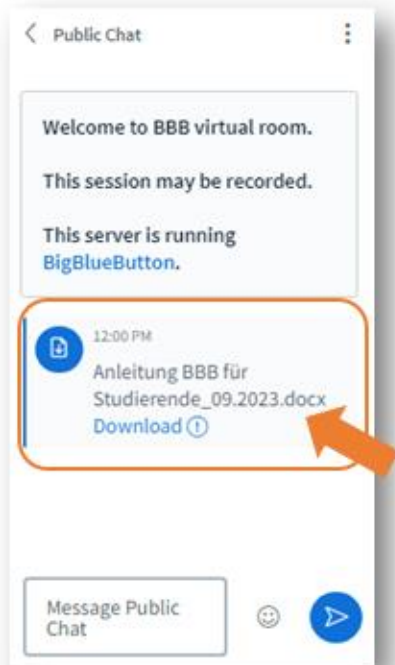 Public Chat
Welcome to BBB virtual room.
This session may be recorded.
This server is running
BigBlueButton.
12:00 PM
Anleitung BBB für
Studierende_09.2023.docx
Download
Message Public
Chat